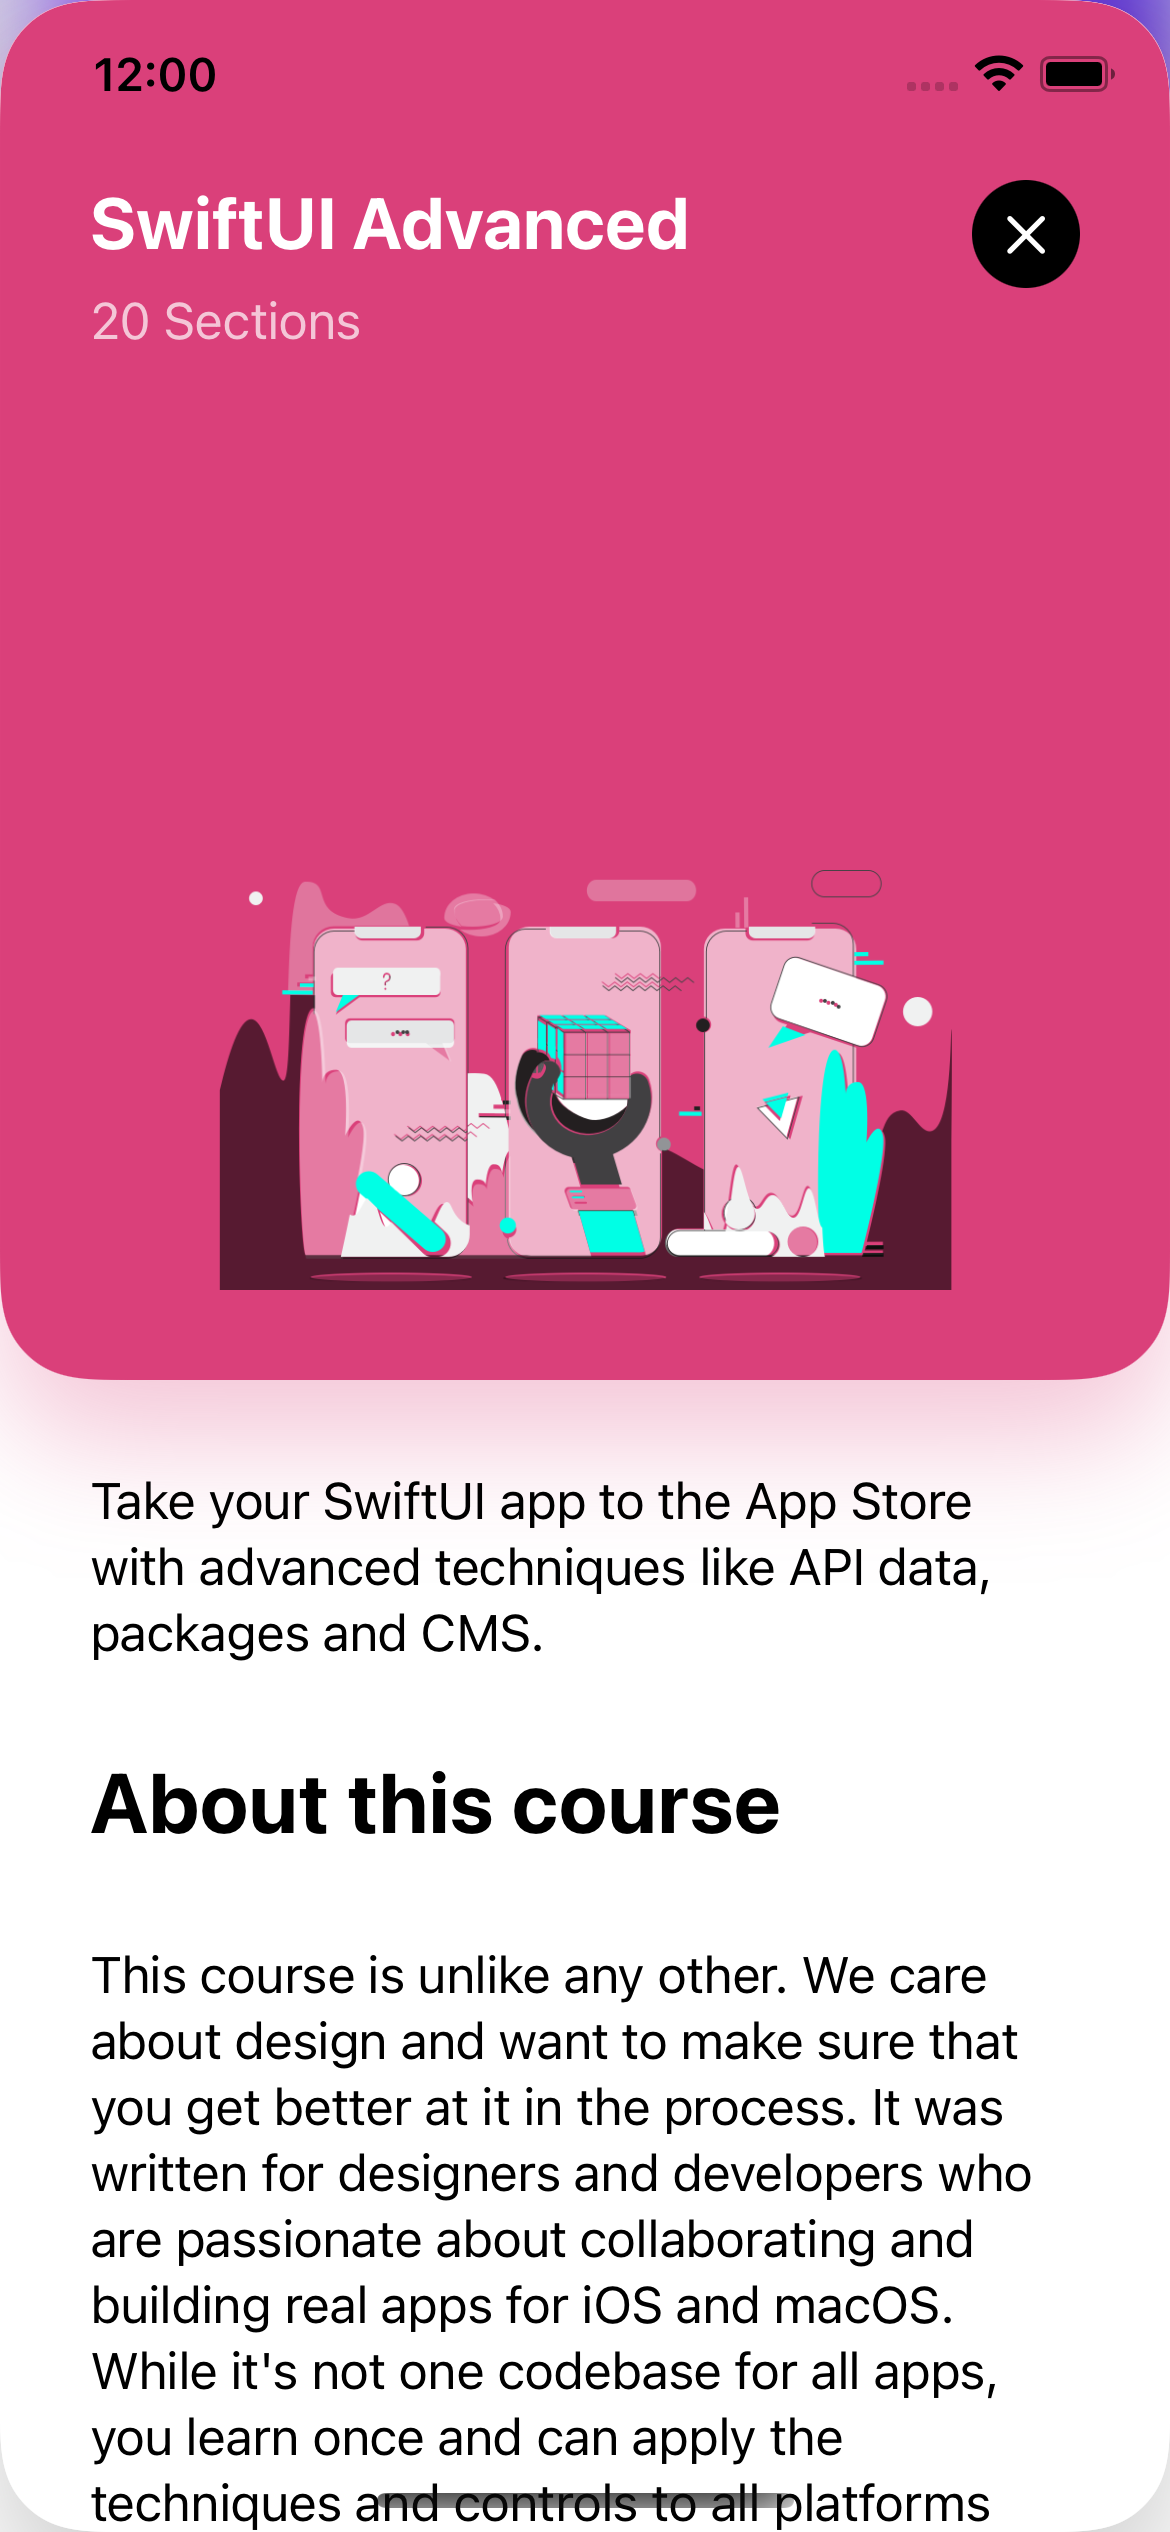 12:00
SwiftUI Advanced
20 Sections
?
Take your SwiftUI app to the App Store
with advanced techniques like API data,
packages and CMS.
About this course
This course is unlike any other. We care
about design and want to make sure that
you get better at it in the process. It was
written for designers and developers who
are passionate about collaborating and
building real apps for iOS and macOS.
While it's not one codebase for all apps,
you learn once and can apply the
techniques and controls to all platforms